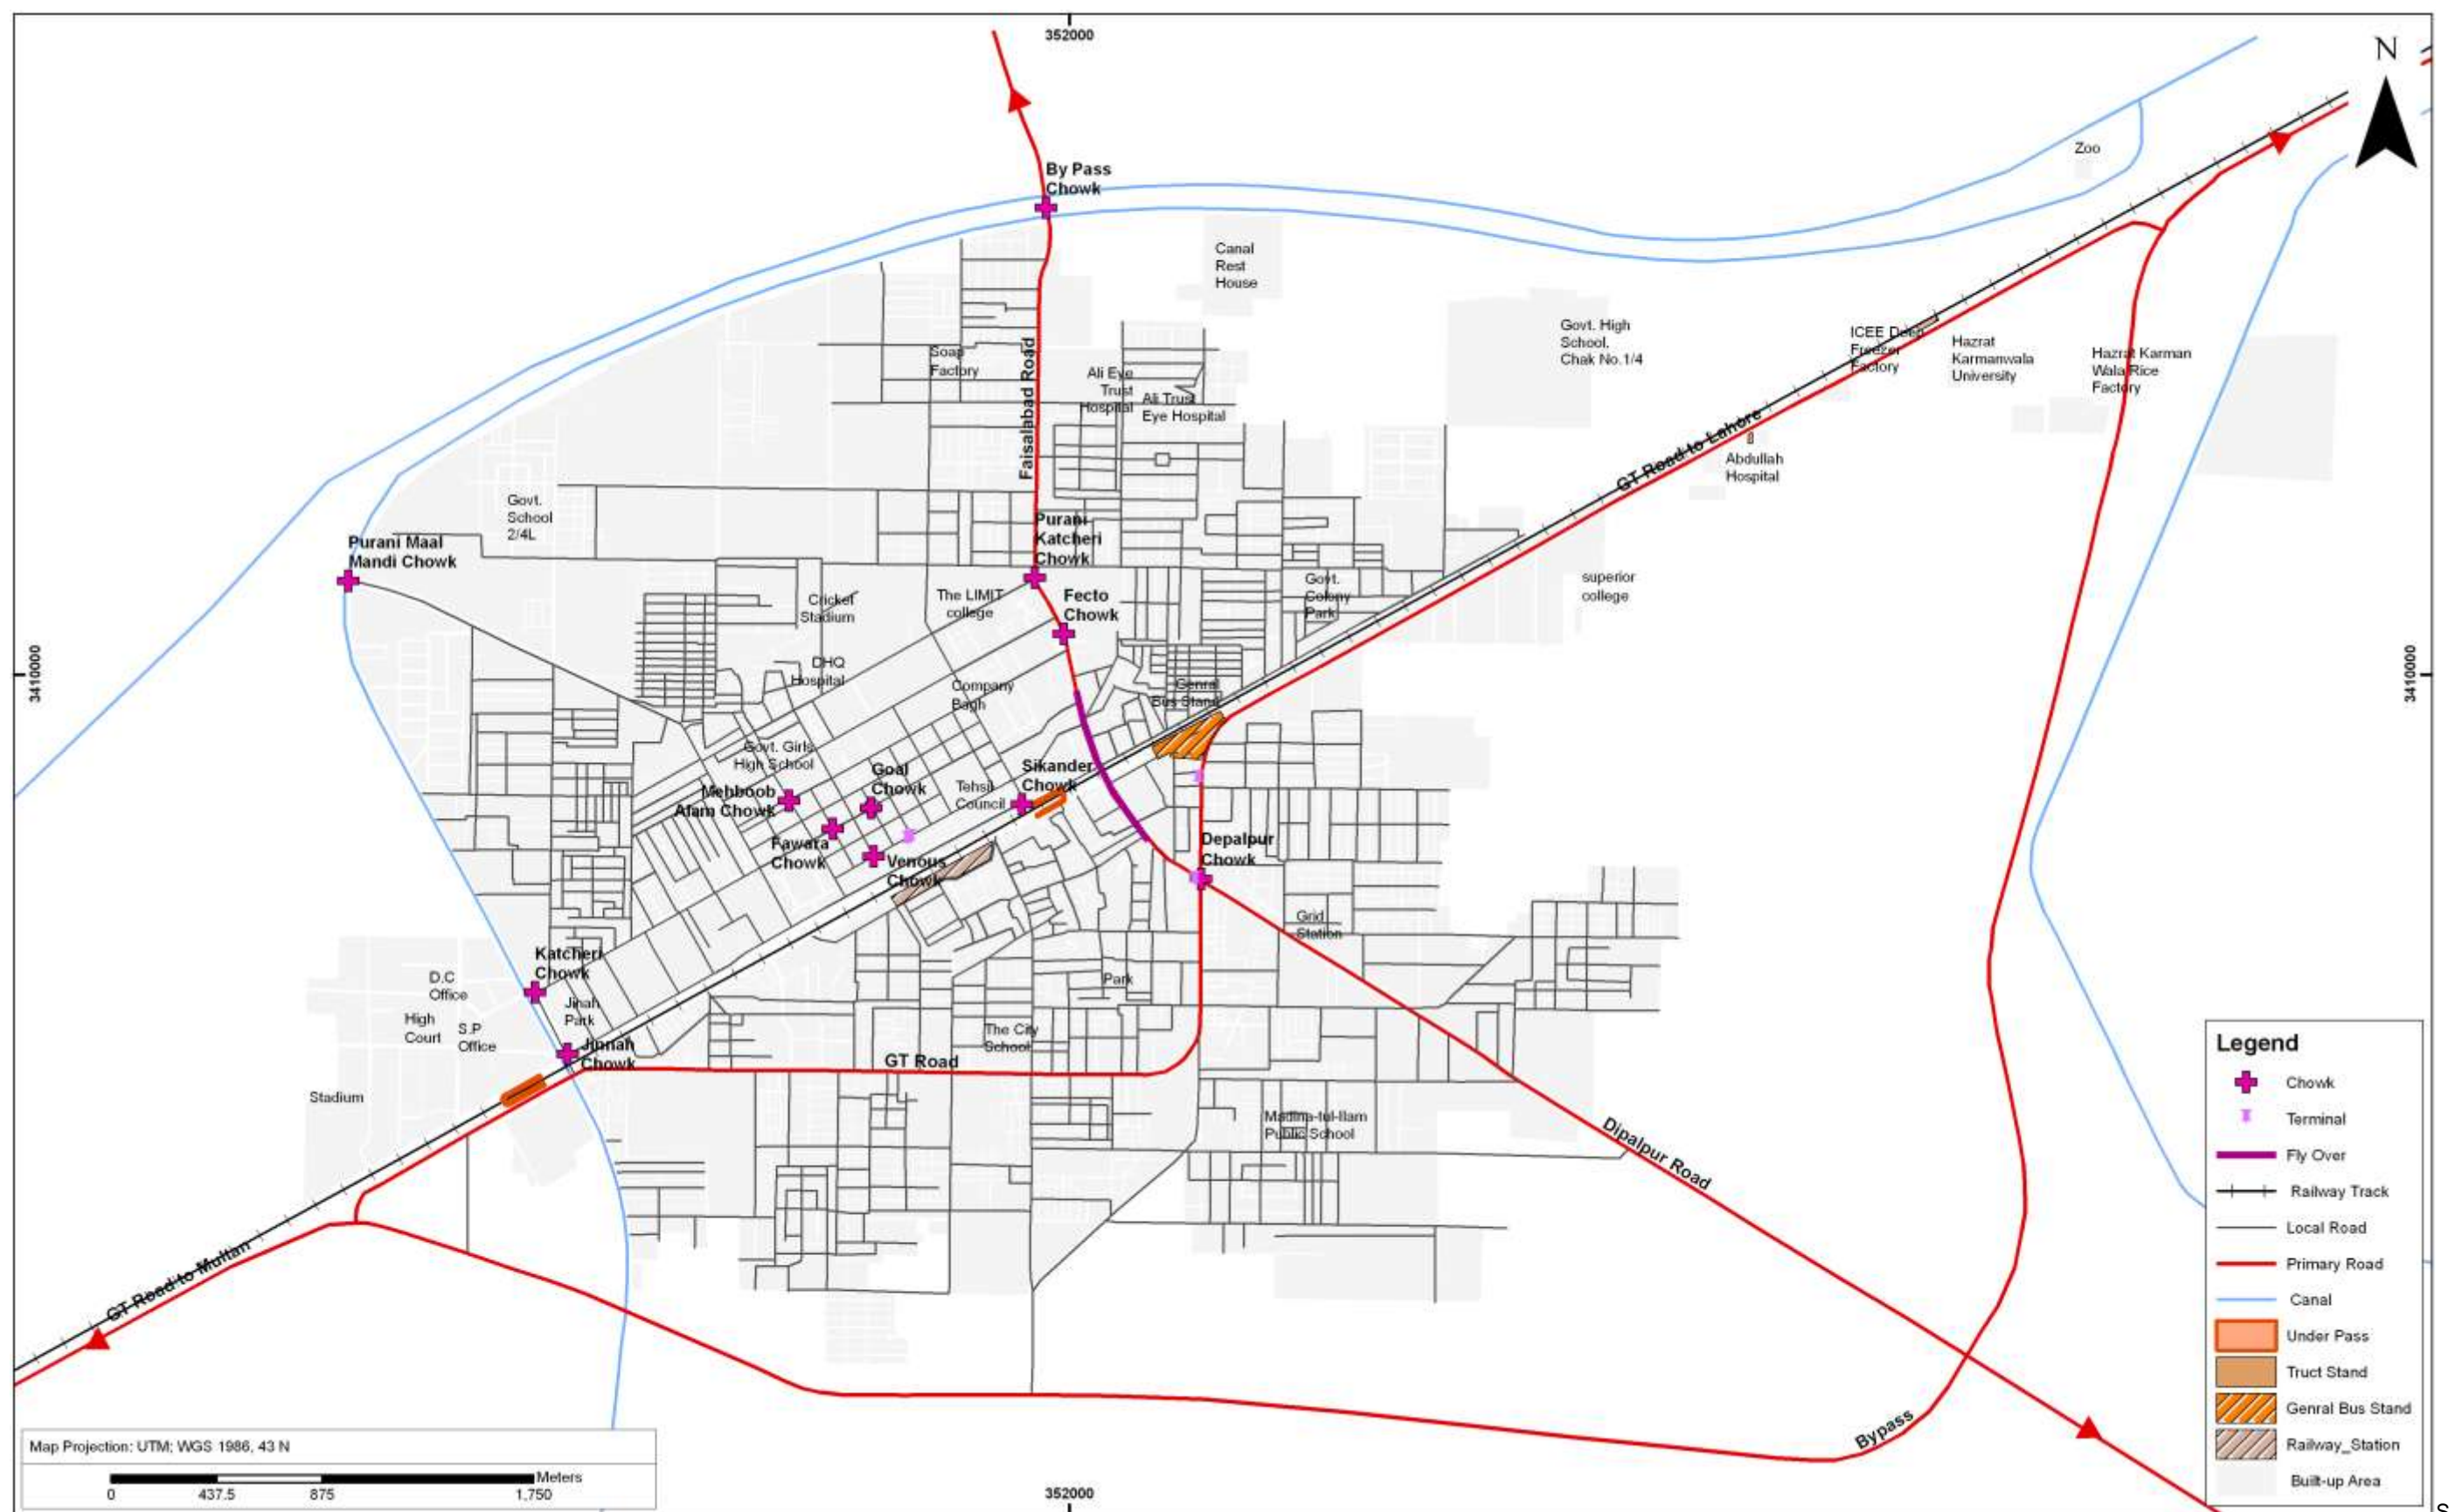 352000
N
Zoo
By Pass
Chowk
Canal
Rest
House
Govt. High
School,
Chak No.1/4
ICEE Deep
Freezer
Factory
Hazrat
Karmanwala
University
Hazrat Karman
Wala Rice
Factory
Soap
Factory
Faisalabad Road
Ali Eye
Trust
Hospital
Ali Trust
Eye Hospital
GT Road to Lahore
Abdullah
Hospital
Govt.
School
2/4L
Purani Maal
Mandi Chowk
Purani
Katcheri
Chowk
Cricket
Stadium
The LIMIT
college
Fecto
Chowk
Govt.
Colony
Park
superior
college
3410000
3410000
DHQ
Hospital
Company
Bagh
Genral
Bus Stand
Govt. Girls
High School
Goal
Chowk
Sikander
Chowk
Mehboob
Alam Chowk
Tehsil
Council
Fawara
Chowk
Venous
Chowk
Depalpur
Chowk
Grid
Station
Katcheri
Chowk
D.C
Office
Jinah
Park
Park
High
Court
S.P
Office
Jinnah
Chowk
The City
School
GT Road
Stadium
Madina-tul-Ilam
Public School
Dipalpur Road
GT Road to Multan
Bypass
Legend
Chowk
Terminal
Fly Over
Railway Track
Local Road
Primary Road
Canal
Under Pass
Truct Stand
Genral Bus Stand
Railway_Station
Built-up Area
Map Projection: UTM; WGS 1986, 43 N
Meters
0 437.5 875 1,750
352000
S